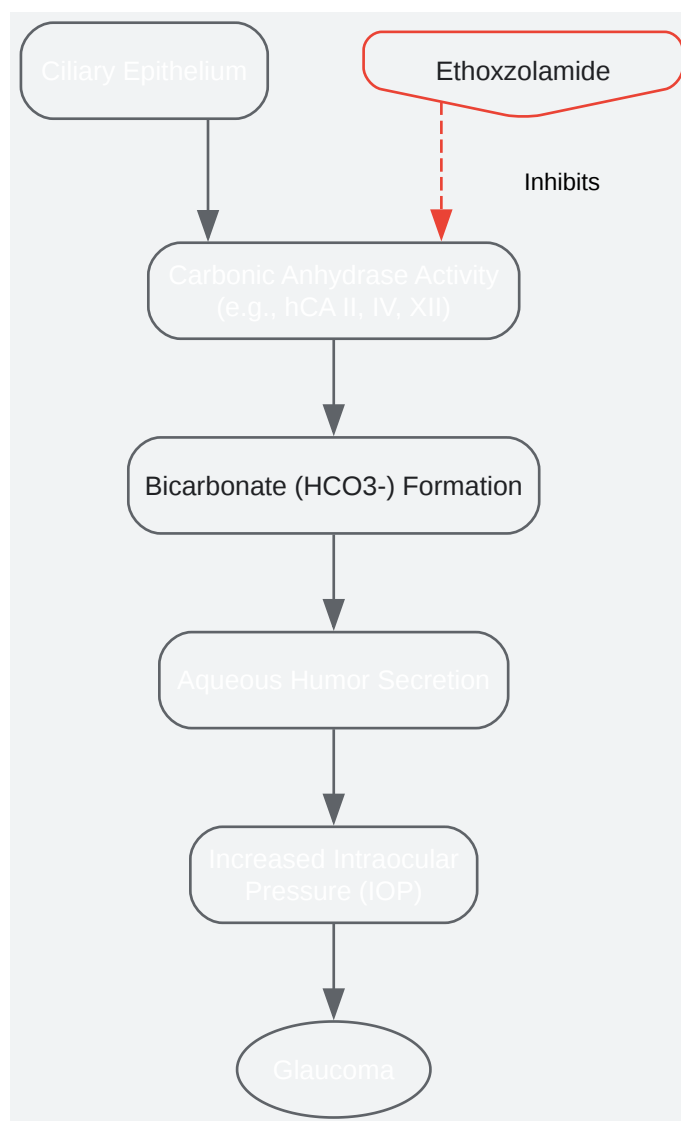 Ciliary Epithelium
Ethoxzolamide
Inhibits
Carbonic Anhydrase Activity
(e.g., hCA II, IV, XII)
Bicarbonate (HCO3-) Formation
Aqueous Humor Secretion
Increased Intraocular
Pressure (IOP)
Glaucoma